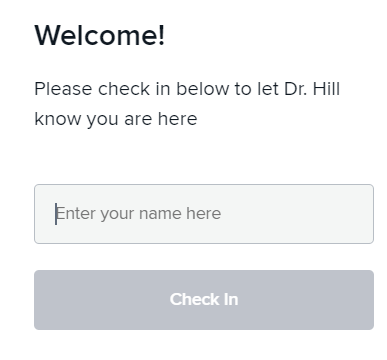 Welcome!
Please check in below to let Dr. Hill
know you are here
Enter your name here
Check In